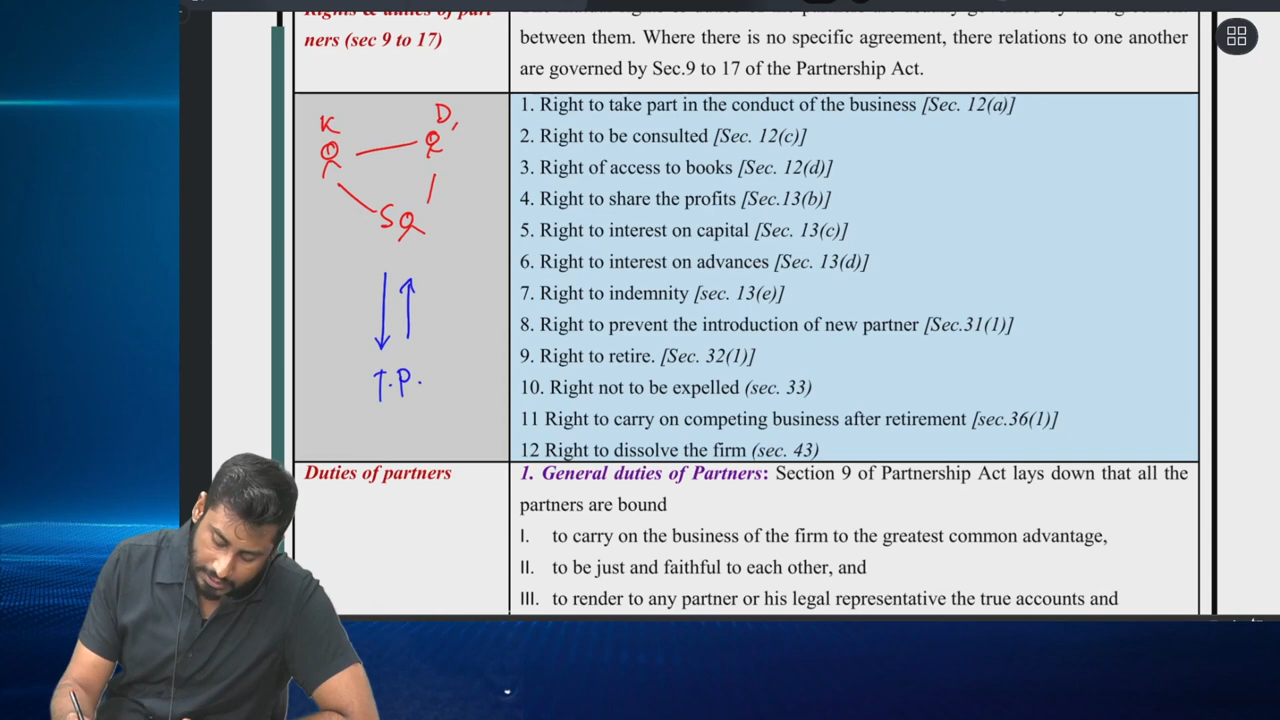 Rights & duties of part
ners (sec 9 to 17)
between them. Where there is no specific agreement, there relations to one another
are governed by Sec.9 to 17 of the Partnership Act.
K
D,
S
T.P.
1. Right to take part in the conduct of the business [Sec. 12(a)]
2. Right to be consulted [Sec. 12(c)]
3. Right of access to books [Sec. 12(d)]
4. Right to share the profits [Sec.13(b)]
5. Right to interest on capital [Sec. 13(c)]
6. Right to interest on advances [Sec. 13(d)]
7. Right to indemnity [sec. 13(e)]
8. Right to prevent the introduction of new partner [Sec.31(1)]
9. Right to retire. [Sec. 32(1)]
10. Right not to be expelled (sec. 33)
11 Right to carry on competing business after retirement [sec.36(1)]
12 Right to dissolve the firm (sec. 43)
Duties of partners
1. General duties of Partners: Section 9 of Partnership Act lays down that all the
partners are bound
I. to carry on the business of the firm to the greatest common advantage,
II. to be just and faithful to each other, and
III. to render to any partner or his legal representative the true accounts and